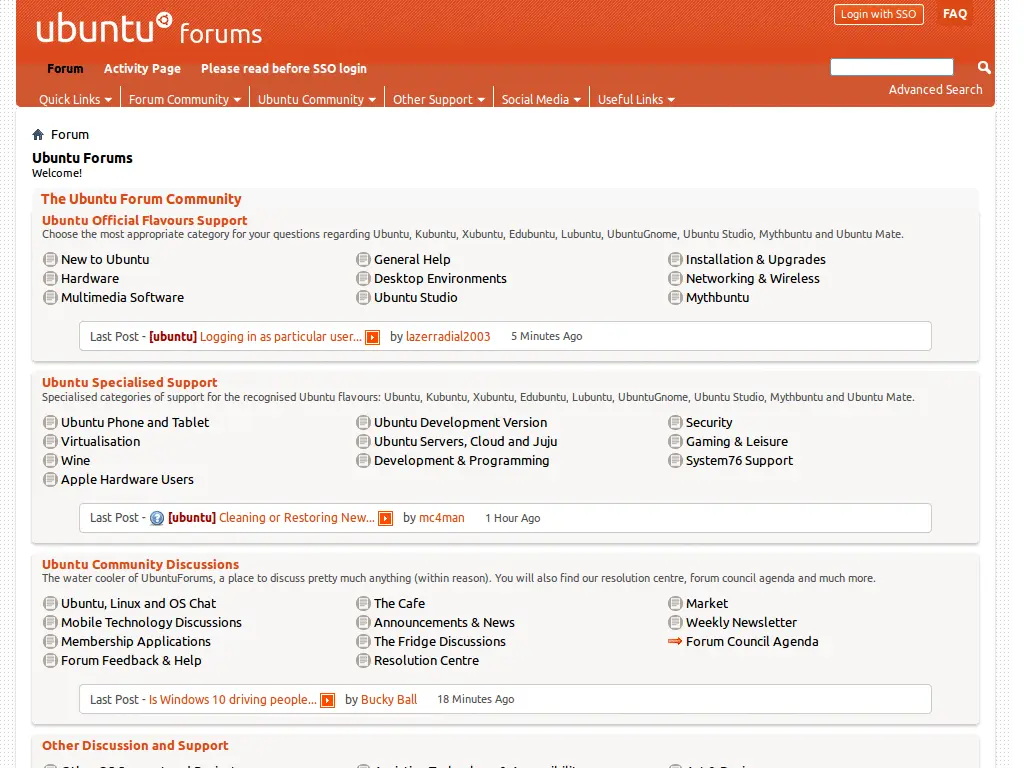 ubuntu forums
Login with SSO FAQ
Forum Activity Page Please read before SSO login
Quick Links Forum Community Ubuntu Community Other Support Social Media Useful Links
Advanced Search
Forum
Ubuntu Forums
Welcome!
The Ubuntu Forum Community
Ubuntu Official Flavours Support
Choose the most appropriate category for your questions regarding Ubuntu, Kubuntu, Xubuntu, Edubuntu, Lubuntu, UbuntuGnome, Ubuntu Studio, Mythbuntu and Ubuntu Mate.
New to Ubuntu General Help Installation & Upgrades
Hardware Desktop Environments Networking & Wireless
Multimedia Software Ubuntu Studio Mythbuntu
Last Post - [ubuntu] Logging in as particular user... by lazerradial2003 5 Minutes Ago
Ubuntu Specialised Support
Specialised categories of support for the recognised Ubuntu flavours: Ubuntu, Kubuntu, Xubuntu, Edubuntu, Lubuntu, UbuntuGnome, Ubuntu Studio, Mythbuntu and Ubuntu Mate.
Ubuntu Phone and Tablet Ubuntu Development Version Security
Virtualisation Ubuntu Servers, Cloud and Juju Gaming & Leisure
Wine Development & Programming System76 Support
Apple Hardware Users
Last Post - [ubuntu] Cleaning or Restoring New... by mc4man 1 Hour Ago
Ubuntu Community Discussions
The water cooler of UbuntuForums, a place to discuss pretty much anything (within reason). You will also find our resolution centre, forum council agenda and much more.
Ubuntu, Linux and OS Chat The Cafe Market
Mobile Technology Discussions Announcements & News Weekly Newsletter
Membership Applications The Fridge Discussions Forum Council Agenda
Forum Feedback & Help Resolution Centre
Last Post - Is Windows 10 driving people... by Bucky Ball 18 Minutes Ago
Other Discussion and Support